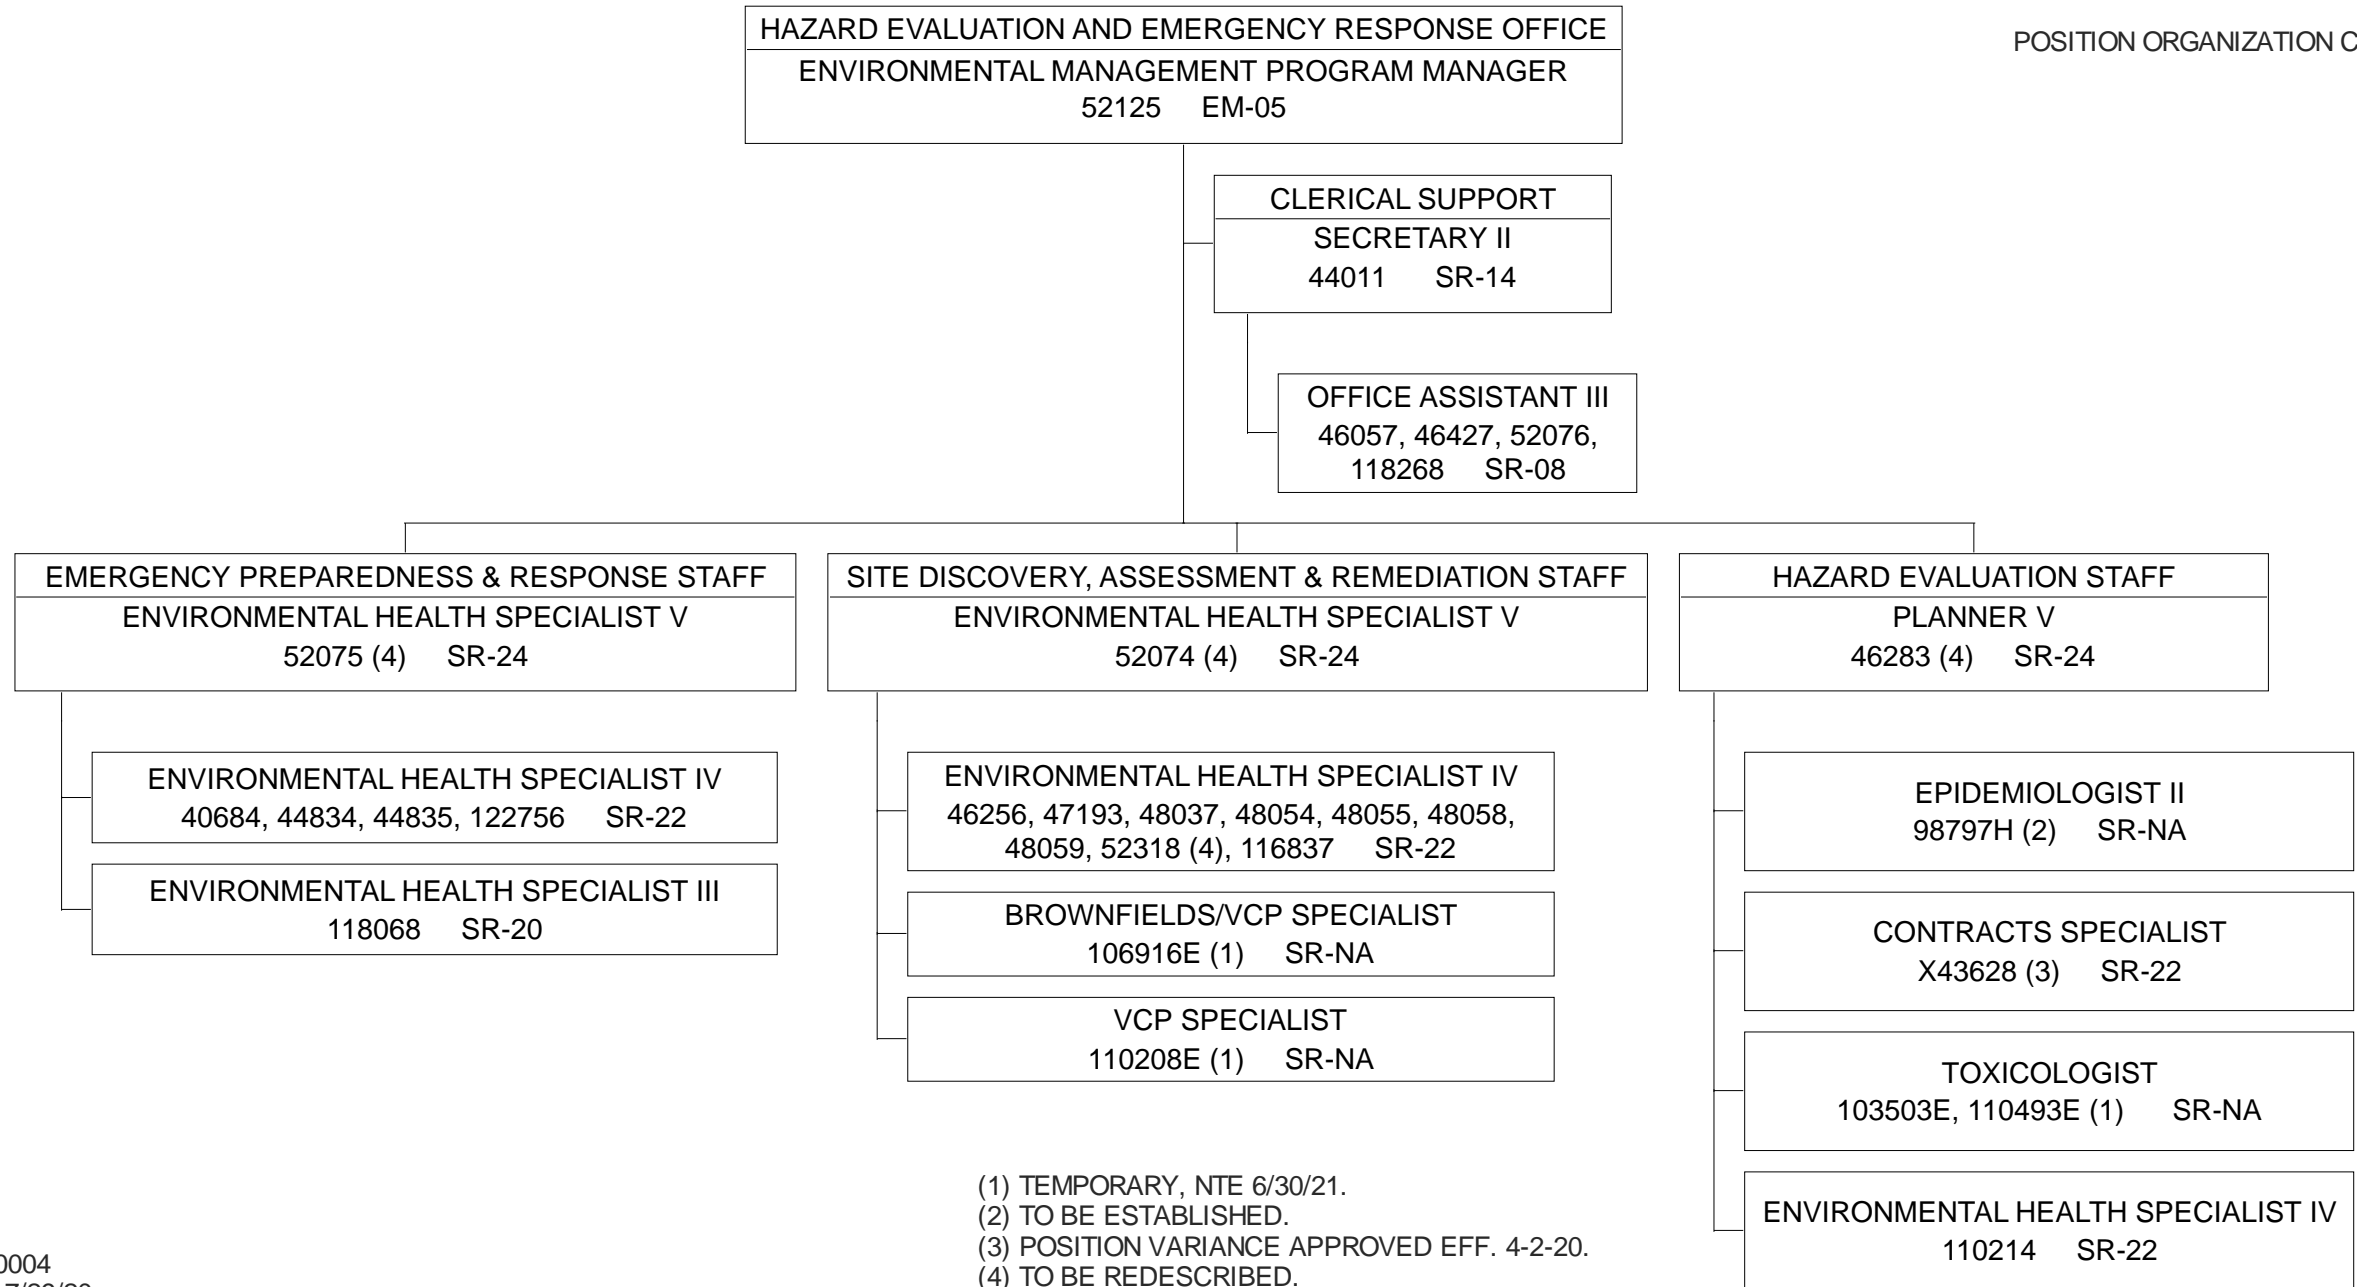 HAZARD EVALUATION AND EMERGENCY RESPONSE OFFICE
ENVIRONMENTAL MANAGEMENT PROGRAM MANAGER
52125 EM-05
POSITION ORGANIZATION C
CLERICAL SUPPORT
SECRETARY II
44011 SR-14
OFFICE ASSISTANT III
46057, 46427, 52076,
118268 SR-08
EMERGENCY PREPAREDNESS & RESPONSE STAFF
ENVIRONMENTAL HEALTH SPECIALIST V
52075 (4) SR-24
ENVIRONMENTAL HEALTH SPECIALIST IV
40684, 44834, 44835, 122756 SR-22
ENVIRONMENTAL HEALTH SPECIALIST III
118068 SR-20
SITE DISCOVERY, ASSESSMENT & REMEDIATION STAFF
ENVIRONMENTAL HEALTH SPECIALIST V
52074 (4) SR-24
ENVIRONMENTAL HEALTH SPECIALIST IV
46256, 47193, 48037, 48054, 48055, 48058,
48059, 52318 (4), 116837 SR-22
BROWNFIELDS/VCP SPECIALIST
106916E (1) SR-NA
VCP SPECIALIST
110208E (1) SR-NA
HAZARD EVALUATION STAFF
PLANNER V
46283 (4) SR-24
EPIDEMIOLOGIST II
98797H (2) SR-NA
CONTRACTS SPECIALIST
X43628 (3) SR-22
TOXICOLOGIST
103503E, 110493E (1) SR-NA
ENVIRONMENTAL HEALTH SPECIALIST IV
110214 SR-22
(1) TEMPORARY, NTE 6/30/21.
(2) TO BE ESTABLISHED.
(3) POSITION VARIANCE APPROVED EFF. 4-2-20.
(4) TO BE REDESCRIBED.
0004